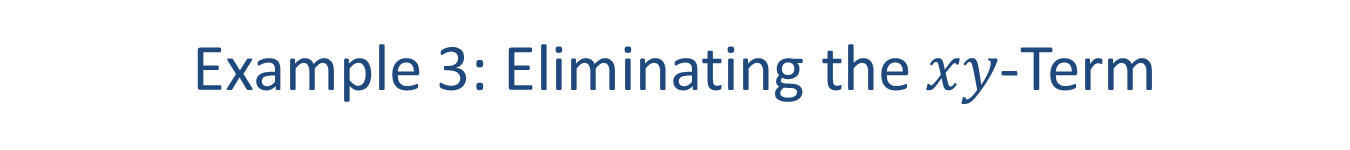 Example 3: Eliminating the 𝑥𝑦-Term